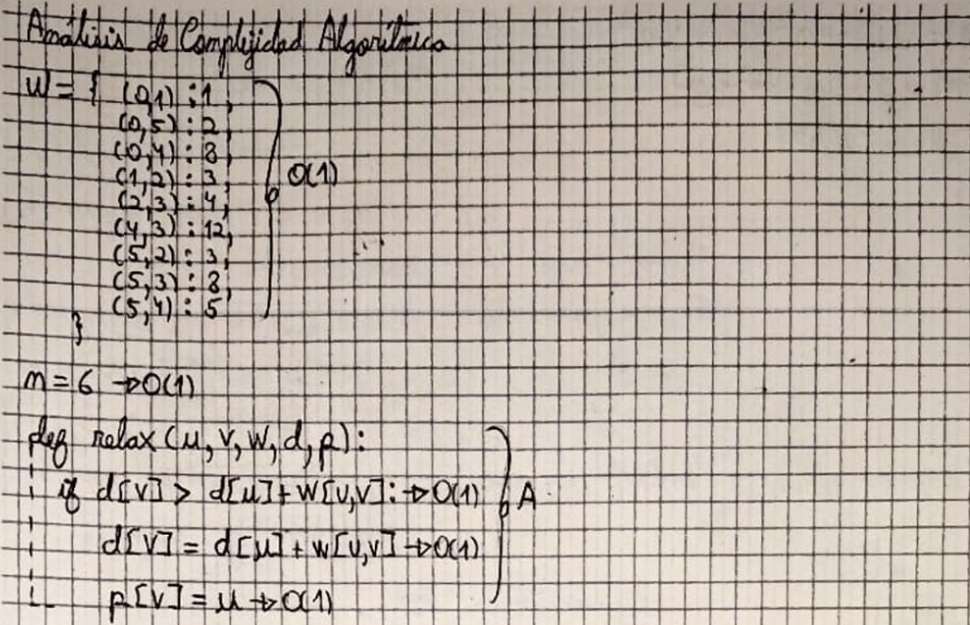 Análisis de Complejidad Algorítmica
W = { (0,1) : 1,
(0,5) : 2,
(0,4) : 8,
(1,2) : 3,
(2,3) : 4,
(4,3) : 12,
(5,2) : 3,
(5,3) : 8,
(5,4) : 5
}
O(1)
n = 6 → O(1)
def relax (u, v, w, d, p):
if d[v] > d[u] + w[u,v]: → O(1)
d[v] = d[u] + w[u,v] → O(1)
p[v] = u → O(1)
A